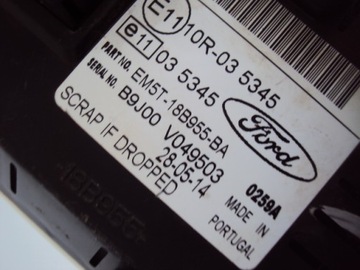 E11 10R-03 5345
e11 03 5345
PART NO. EM5T-18B955-BA
SERIAL NO. B9J00 V049503
28-05-14
SCRAP IF DROPPED
Ford
0259A
MADE IN
PORTUGAL